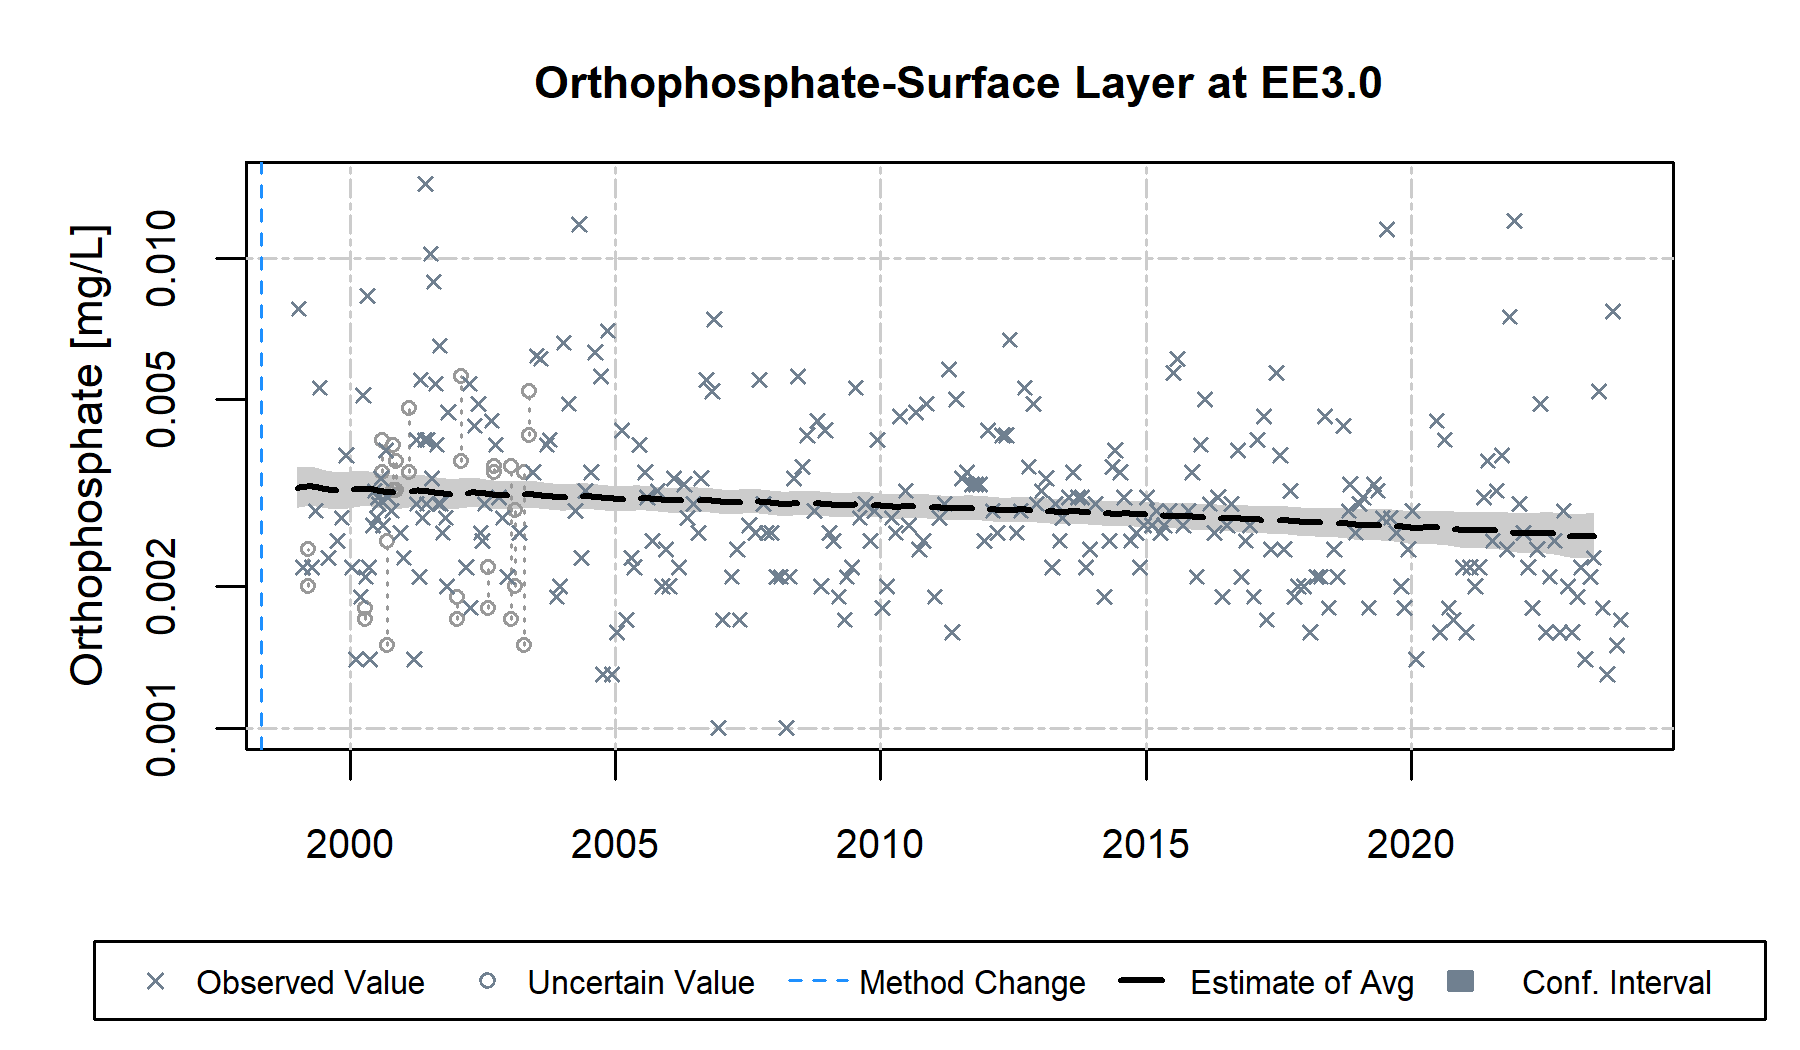 Orthophosphate-Surface Layer at EE3.0
Orthophosphate [mg/L]
0.010
0.005
0.002
0.001
2000 2005 2010 2015 2020
Observed Value Uncertain Value Method Change Estimate of Avg Conf. Interval